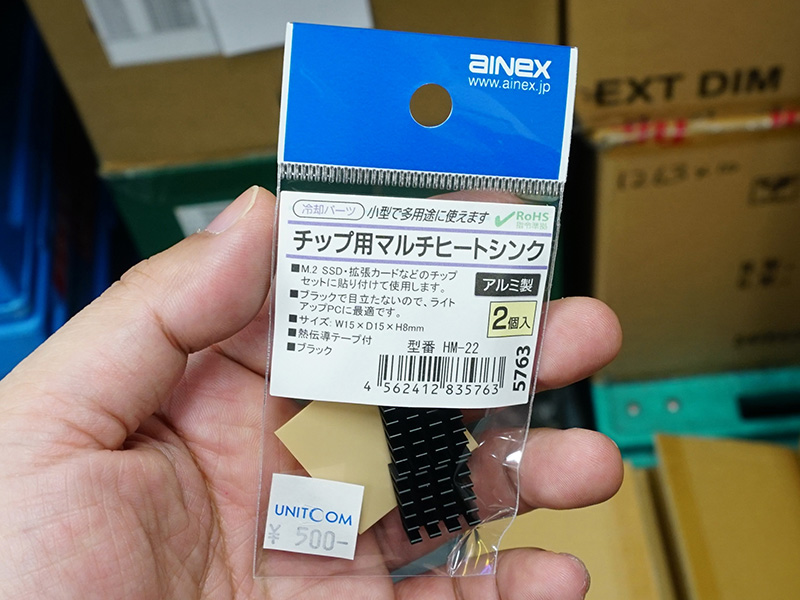 ainex
www.ainex.jp
冷却パーツ 小型で多用途に使えます RoHS
指令準拠
チップ用マルチヒートシンク
■M.2 SSD・拡張カードなどのチップ
セットに貼り付けて使用します。
アルミ製
■ブラックで目立たないので、ライト
アップPCに最適です。
■サイズ:W15×D15×H8mm
2個入
■熱伝導テープ付
■ブラック
型番 HM-22
4 562412 835763
5763
UNITCOM
¥ 500-
EXT DIM